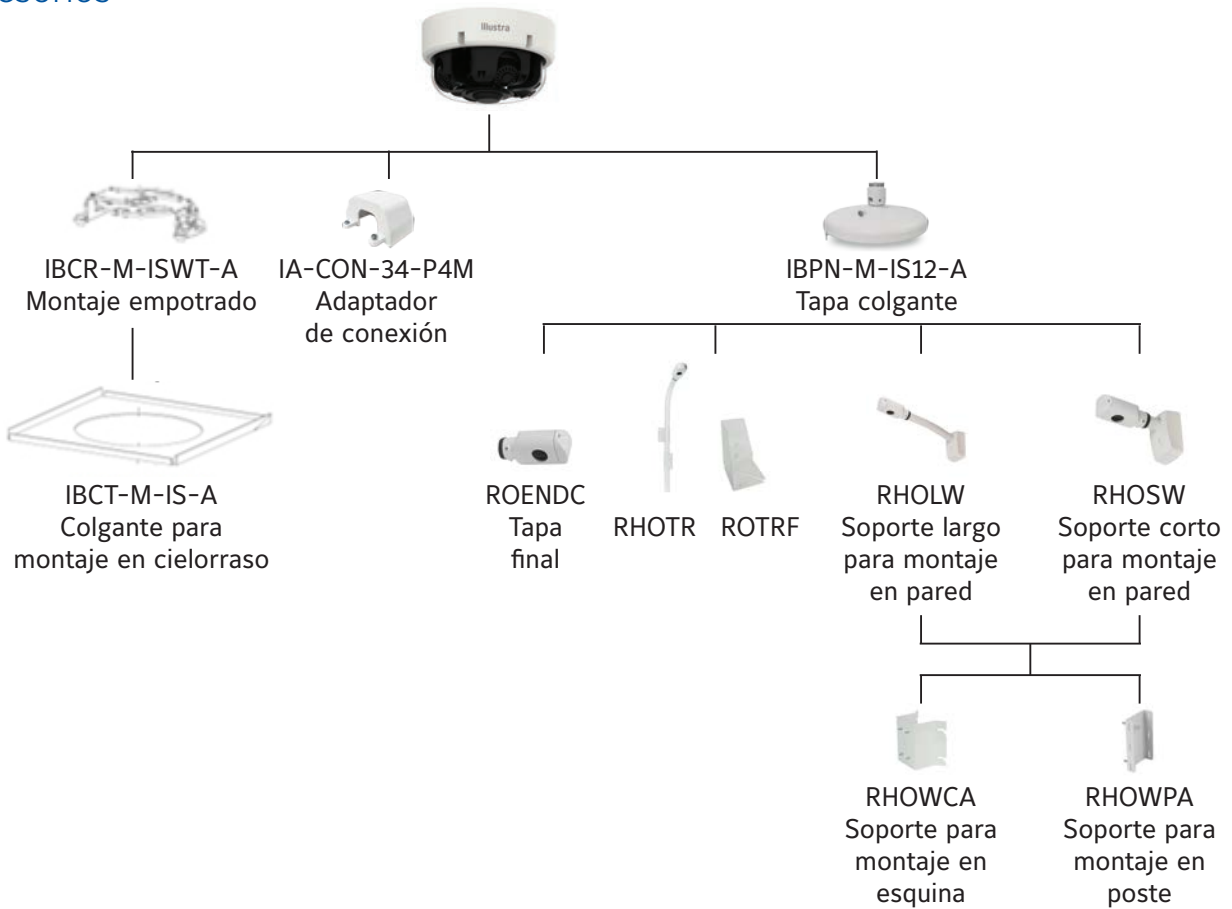 Illustra
IBCR-M-ISWT-A
Montaje empotrado
IA-CON-34-P4M
Adaptador
de conexión
IBPN-M-IS12-A
Tapa colgante
IBCT-M-IS-A
Colgante para
montaje en cielorraso
ROENDC
Tapa
final
RHOTR
ROTRF
RHOLW
Soporte largo
para montaje
en pared
RHOSW
Soporte corto
para montaje
en pared
RHOWCA
Soporte para
montaje en
esquina
RHOWPA
Soporte para
montaje en
poste